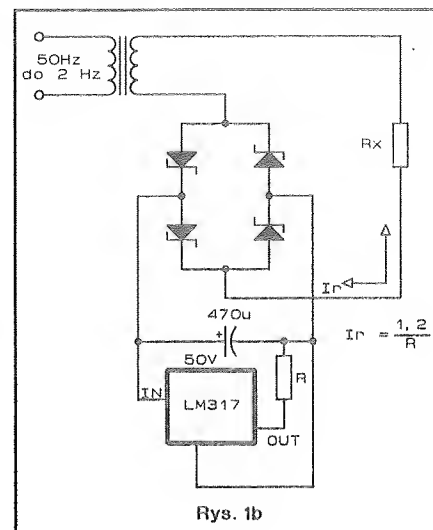 50Hz
do 2 Hz
Rx
Ir
470u
+
50V
Ir = 1,2
R
IN
R
LM317
OUT
Rys. 1b